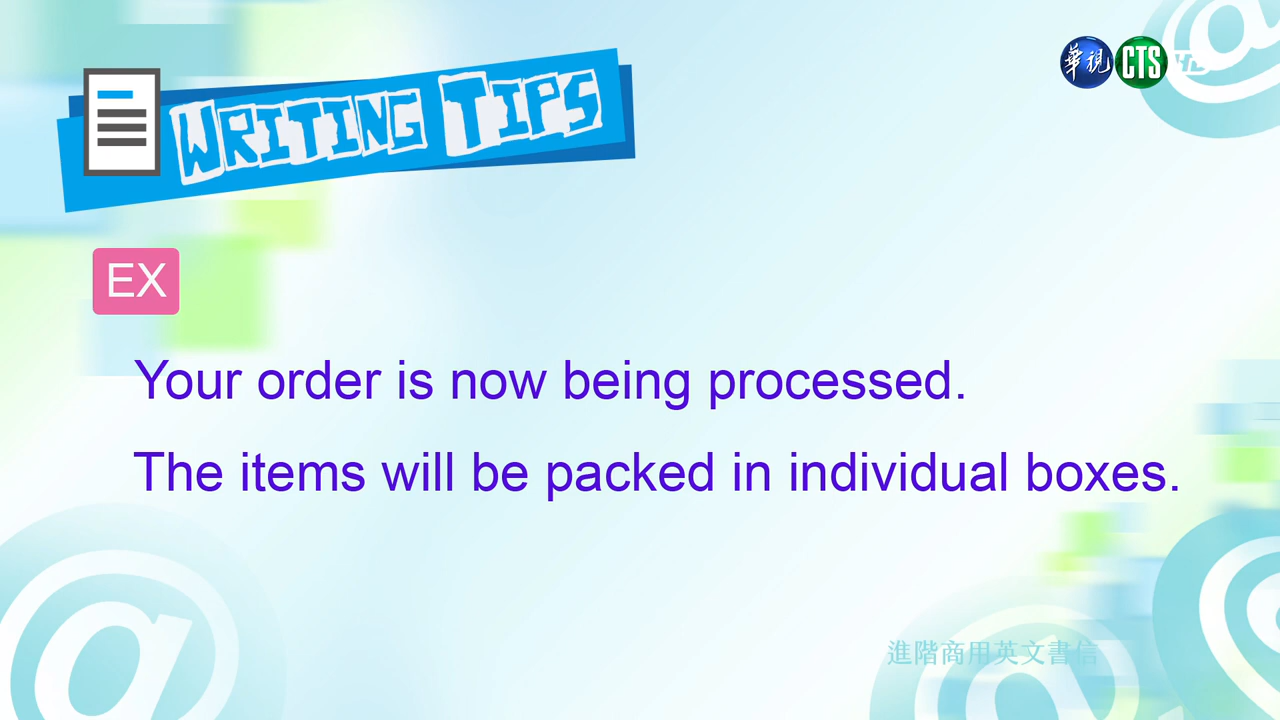 WRITING TIPS
華視 CTS HD
EX
Your order is now being processed.
The items will be packed in individual boxes.
進階商用英文書信